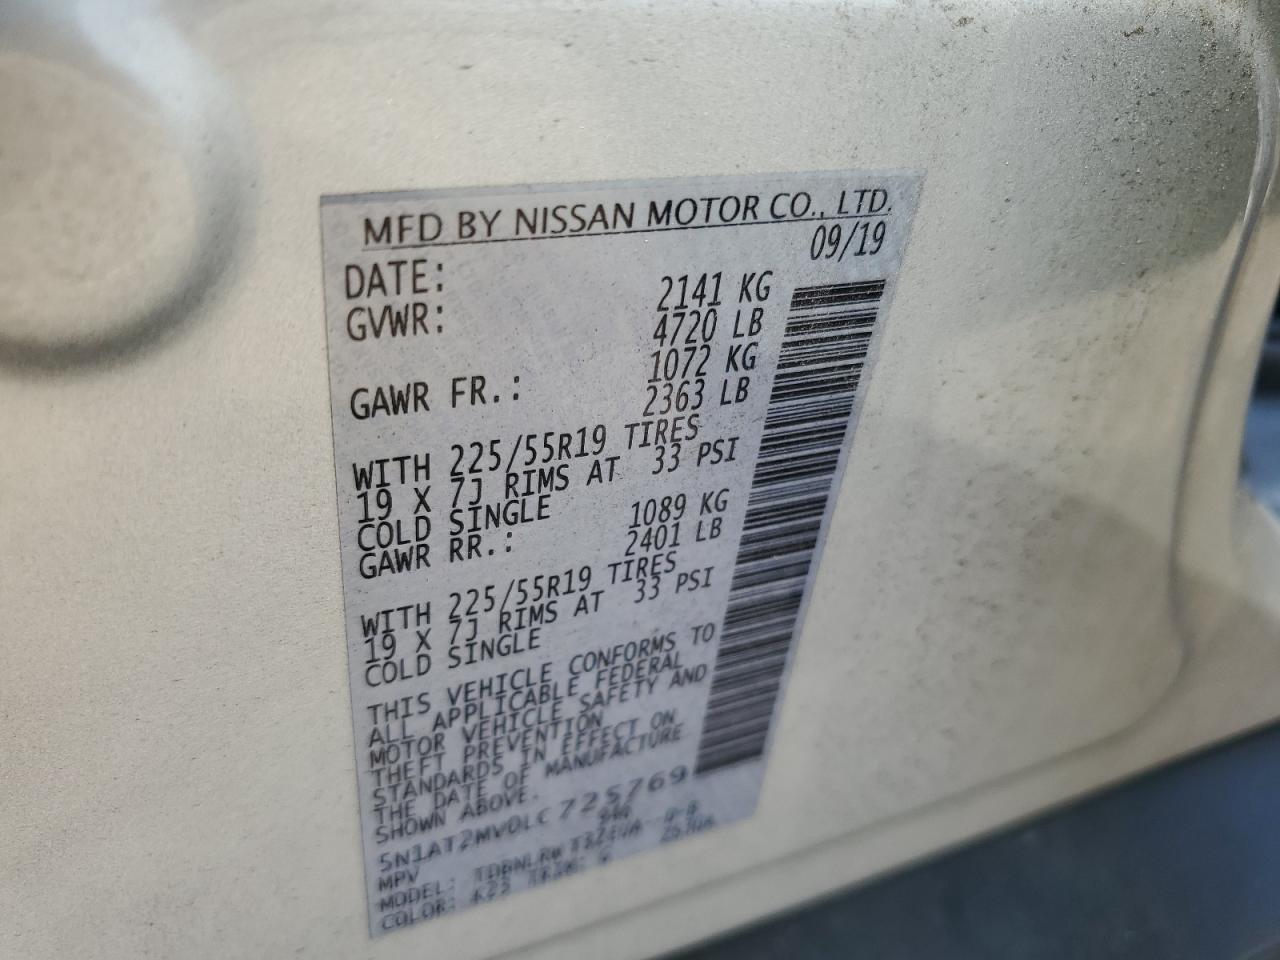 MFD BY NISSAN MOTOR CO., LTD.
DATE: 09/19
GVWR: 2141 KG
4720 LB
GAWR FR.: 1072 KG
2363 LB
WITH 225/55R19 TIRES
19 X 7J RIMS AT 33 PSI
COLD SINGLE
GAWR RR.: 1089 KG
2401 LB
WITH 225/55R19 TIRES
19 X 7J RIMS AT 33 PSI
COLD SINGLE
THIS VEHICLE CONFORMS TO
ALL APPLICABLE FEDERAL
MOTOR VEHICLE SAFETY AND
THEFT PREVENTION
STANDARDS IN EFFECT ON
THE DATE OF MANUFACTURE
SHOWN ABOVE.
5N1AT2MV0LC725769
MPV
MODEL:
COLOR: K23 TRIM: G